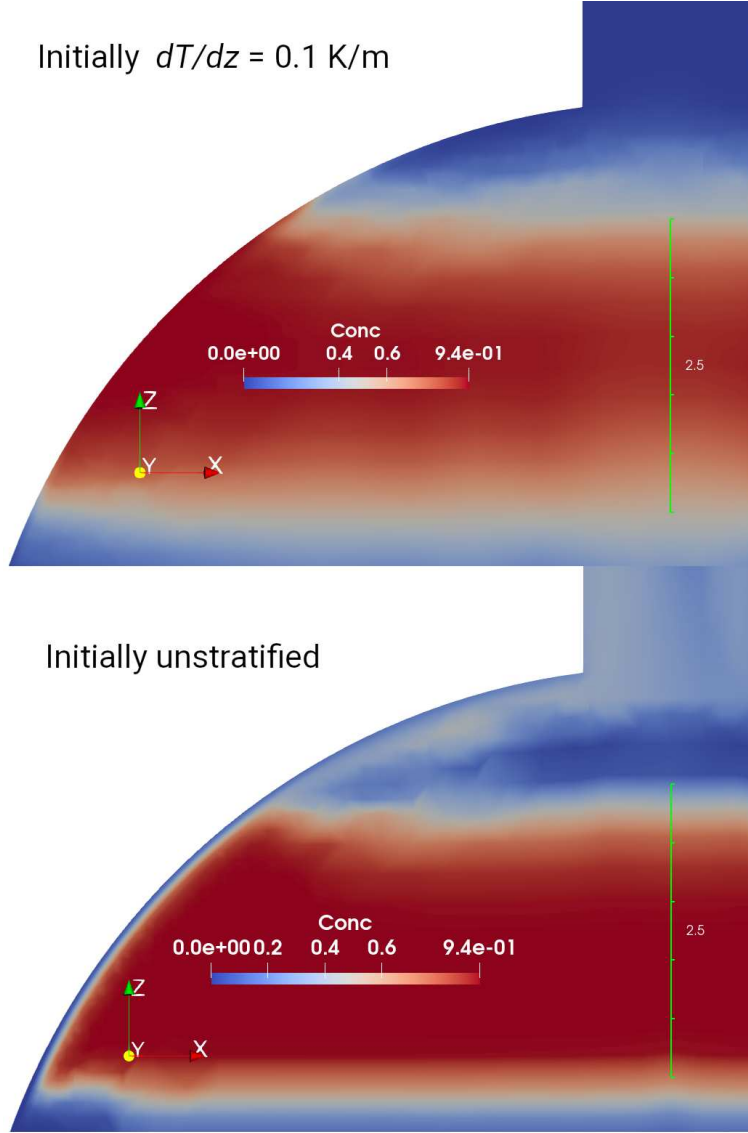 Initially dT/dz = 0.1 K/m
Conc
0.0e+00 0.4 0.6 9.4e-01
2.5
Z
Y X
Initially unstratified
Conc
0.0e+00 0.2 0.4 0.6 9.4e-01
2.5
Z
Y X